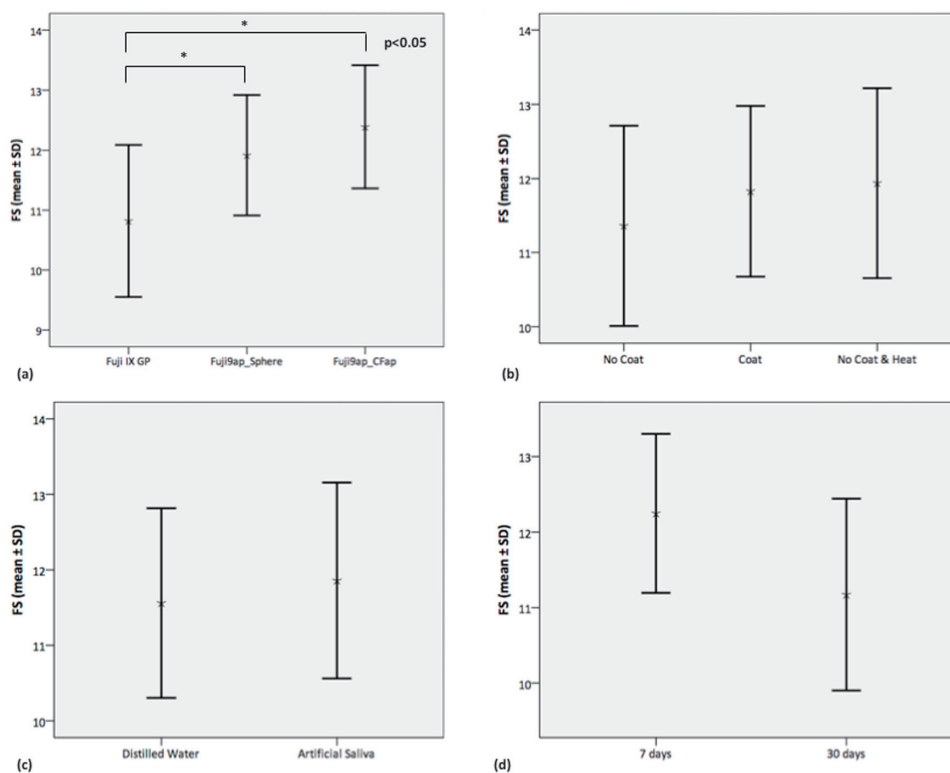 *
*
p<0.05
14
13
12
11
10
9
FS (mean ± SD)
Fuji IX GP
Fuji9ap_Sphere
Fuji9ap_CFap
(a)
14
13
12
11
10
FS (mean ± SD)
No Coat
Coat
No Coat & Heat
(b)
14
13
12
11
10
FS (mean ± SD)
Distilled Water
Artificial Saliva
(c)
13
12
11
10
FS (mean ± SD)
7 days
30 days
(d)